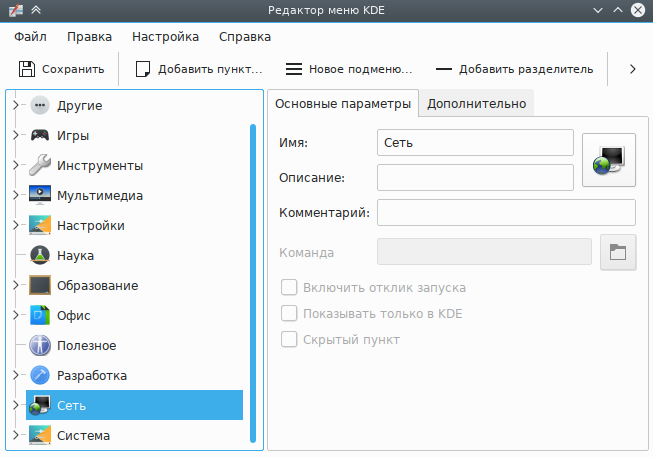 Редактор меню KDE
Файл Правка Настройка Справка
Сохранить Добавить пункт... Новое подменю... Добавить разделитель
Другие
Игры
Инструменты
Мультимедиа
Настройки
Наука
Образование
Офис
Полезное
Разработка
Сеть
Система
Основные параметры Дополнительно
Имя: Сеть
Описание:
Комментарий:
Команда
Включить отклик запуска
Показывать только в KDE
Скрытый пункт